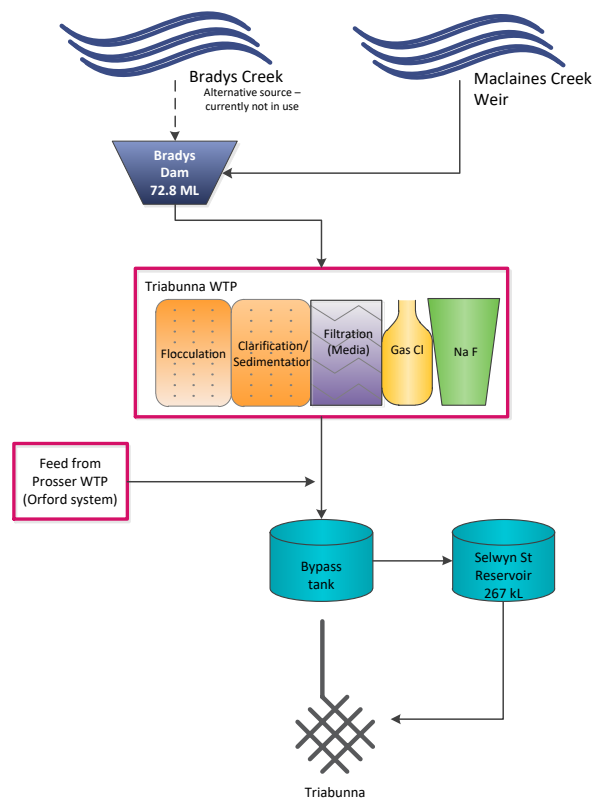 Bradys Creek
Alternative source –
currently not in use
Maclaines Creek
Weir
Bradys
Dam
72.8 ML
Triabunna WTP
Flocculation
Clarification/
Sedimentation
Filtration
(Media)
Gas Cl
Na F
Feed from
Prosser WTP
(Orford system)
Bypass
tank
Selwyn St
Reservoir
267 kL
Triabunna